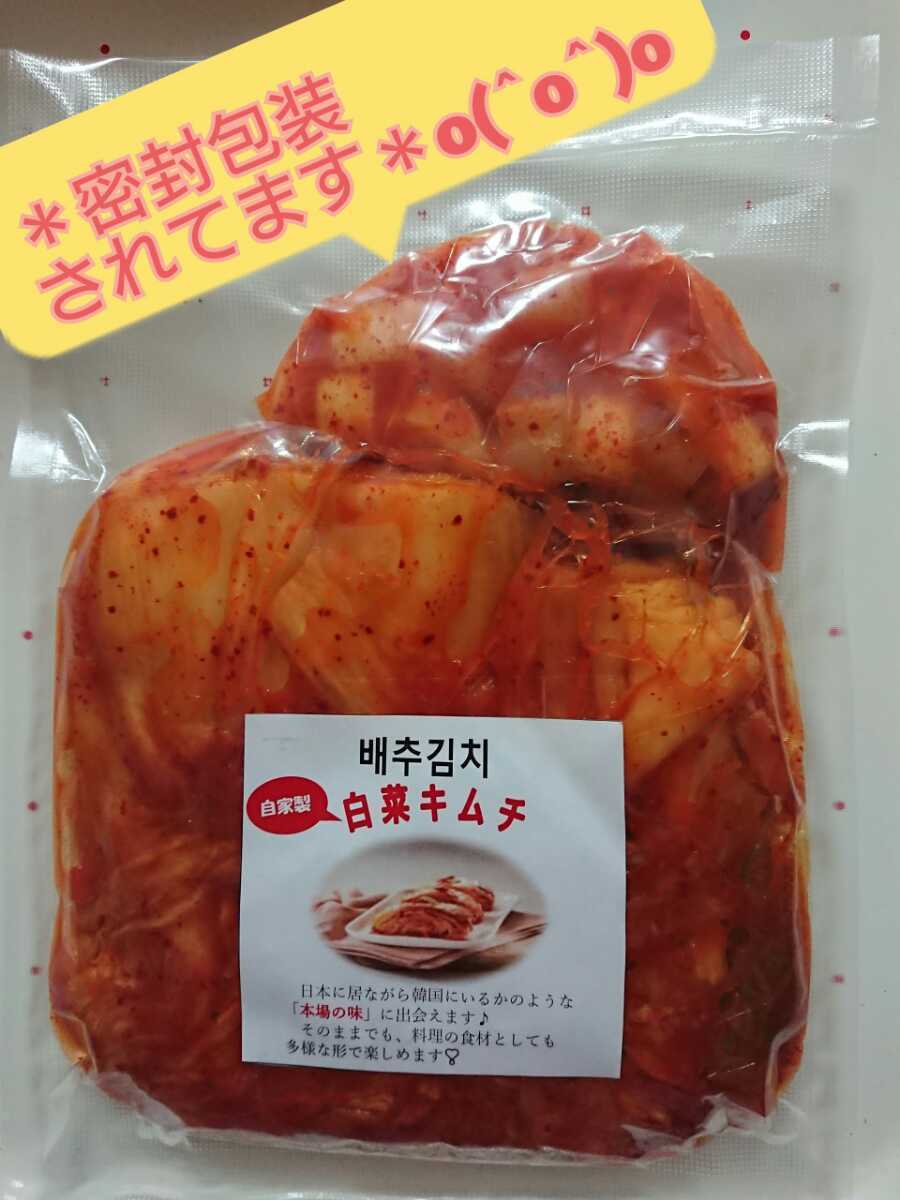 ＊密封包装
されてます＊o(^o^)o
배추김치
自家製
白菜キムチ
日本に居ながら韓国にいるかのような
「本場の味」に出会えます♪
そのままでも、料理の食材としても
多様な形で楽しめます♡